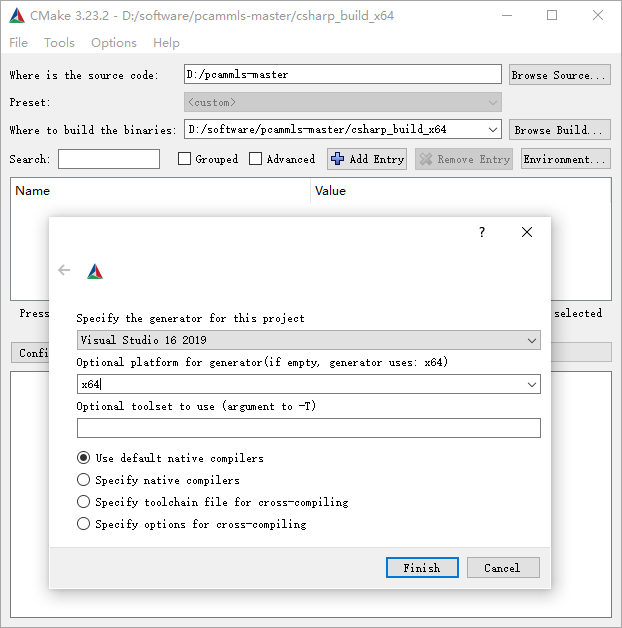 CMake 3.23.2 - D:/software/pcammls-master/csharp_build_x64
File Tools Options Help
Where is the source code: D:/pcammls-master Browse Source...
Preset: <custom>
Where to build the binaries: D:/software/pcammls-master/csharp_build_x64 Browse Build...
Search: Grouped Advanced Add Entry Remove Entry Environment...
Name Value
Press selected
Confi
?
Specify the generator for this project
Visual Studio 16 2019
Optional platform for generator(if empty, generator uses: x64)
x64
Optional toolset to use (argument to -T)
Use default native compilers
Specify native compilers
Specify toolchain file for cross-compiling
Specify options for cross-compiling
Finish Cancel